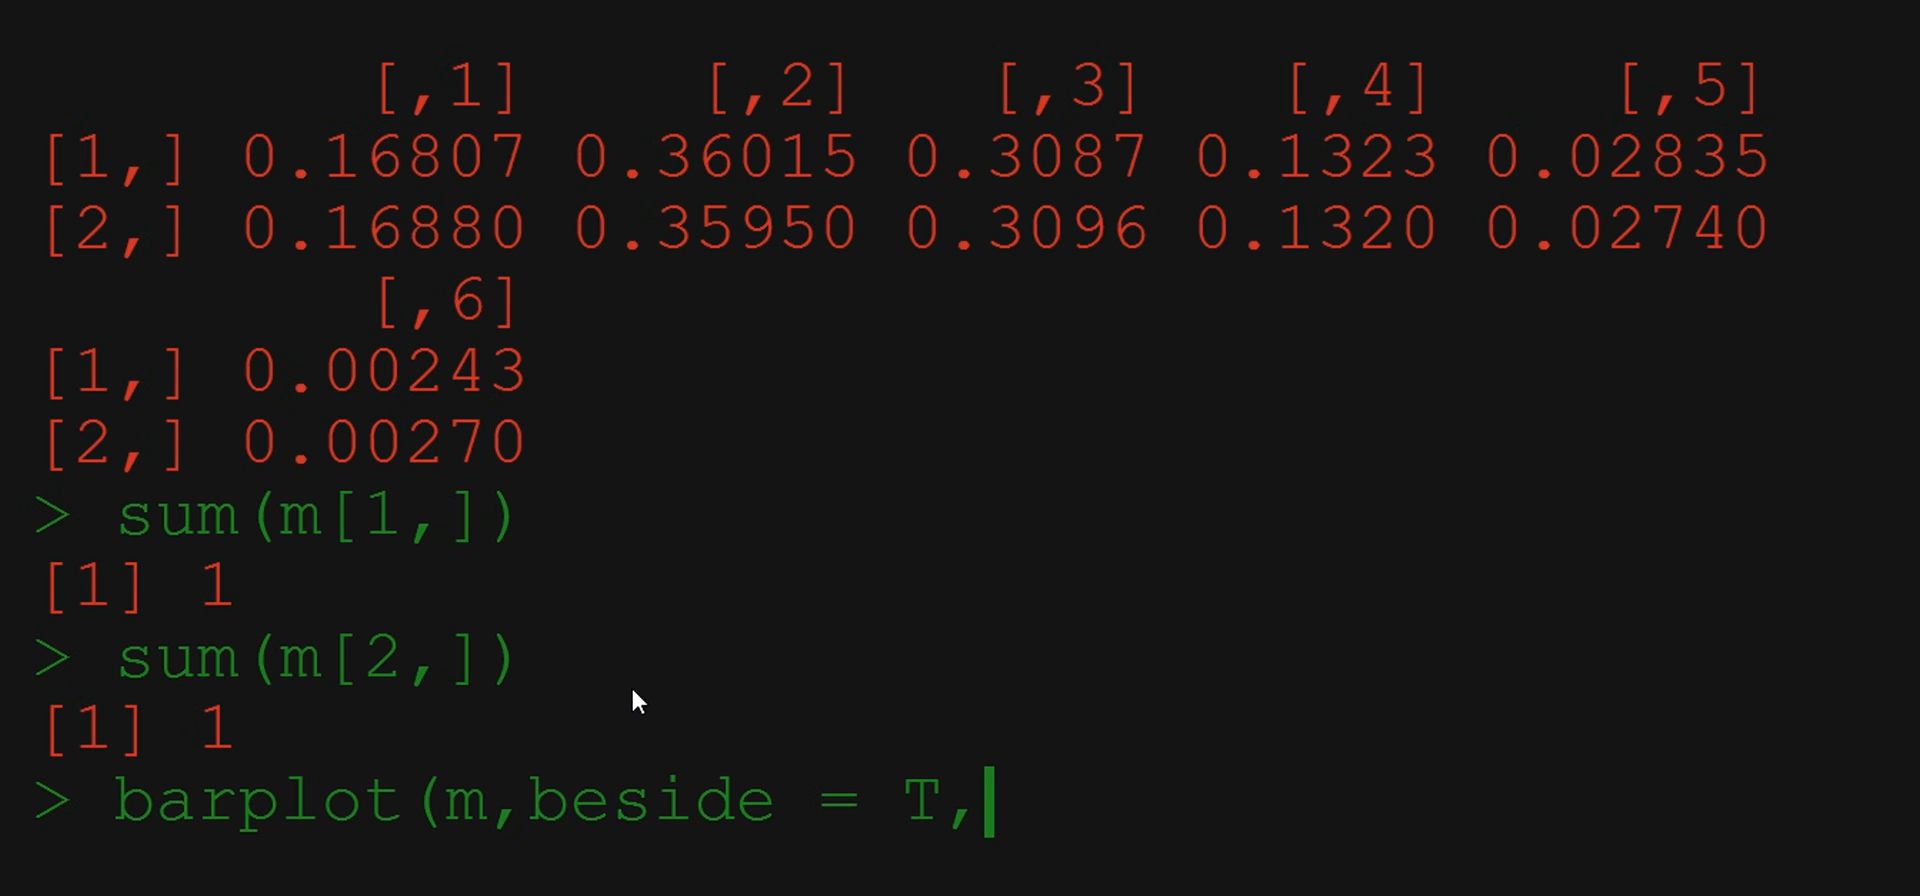 [,1] [,2] [,3] [,4] [,5]
[1,] 0.16807 0.36015 0.3087 0.1323 0.02835
[2,] 0.16880 0.35950 0.3096 0.1320 0.02740
[,6]
[1,] 0.00243
[2,] 0.00270
> sum(m[1,])
[1] 1
> sum(m[2,])
[1] 1
> barplot(m,beside = T,